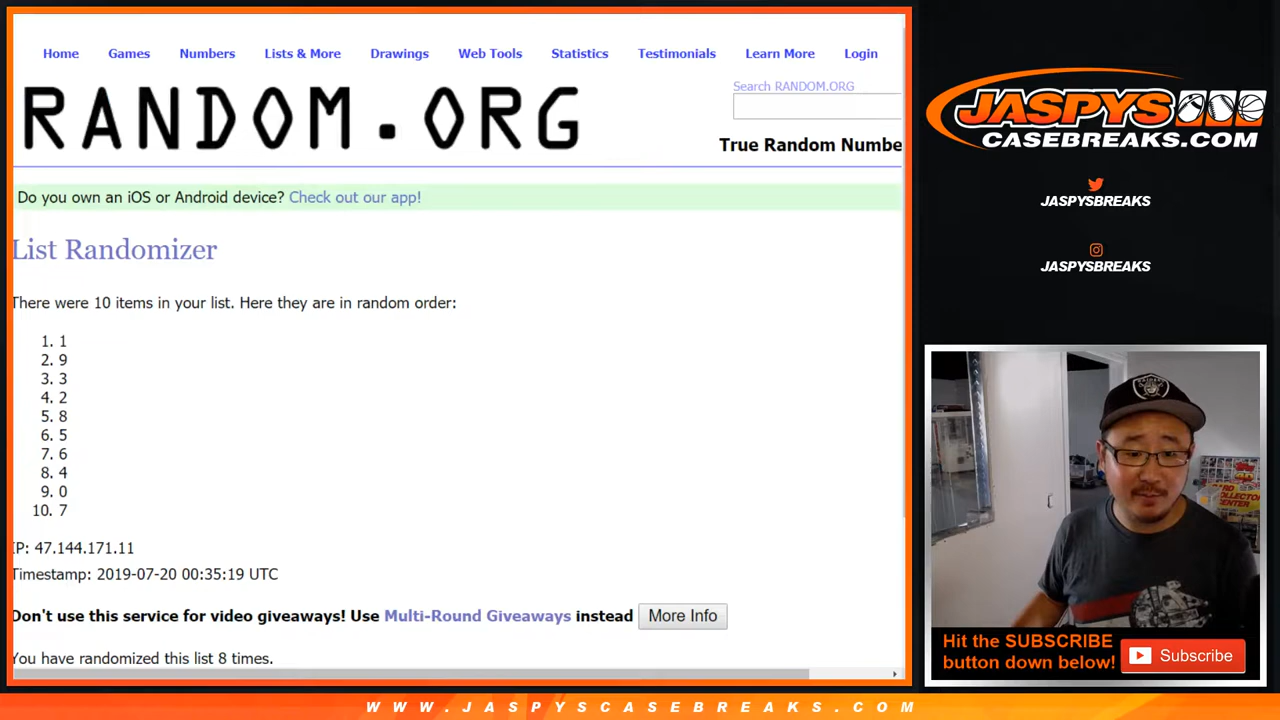 Home Games Numbers Lists & More Drawings Web Tools Statistics Testimonials Learn More Login
RANDOM.ORG
Search RANDOM.ORG
True Random Numbe
Do you own an iOS or Android device? Check out our app!
List Randomizer
There were 10 items in your list. Here they are in random order:
1. 1
2. 9
3. 3
4. 2
5. 8
6. 5
7. 6
8. 4
9. 0
10. 7
IP: 47.144.171.11
Timestamp: 2019-07-20 00:35:19 UTC
Don't use this service for video giveaways! Use Multi-Round Giveaways instead More Info
You have randomized this list 8 times.
JASPYS
CASEBREAKS.COM
JASPYSBREAKS
JASPYSBREAKS
RAIDERS
Topps
CARD
COLLECTOR
CENTER
Hit the SUBSCRIBE
button down below!
Subscribe
WWW.JASPYSCASEBREAKS.COM